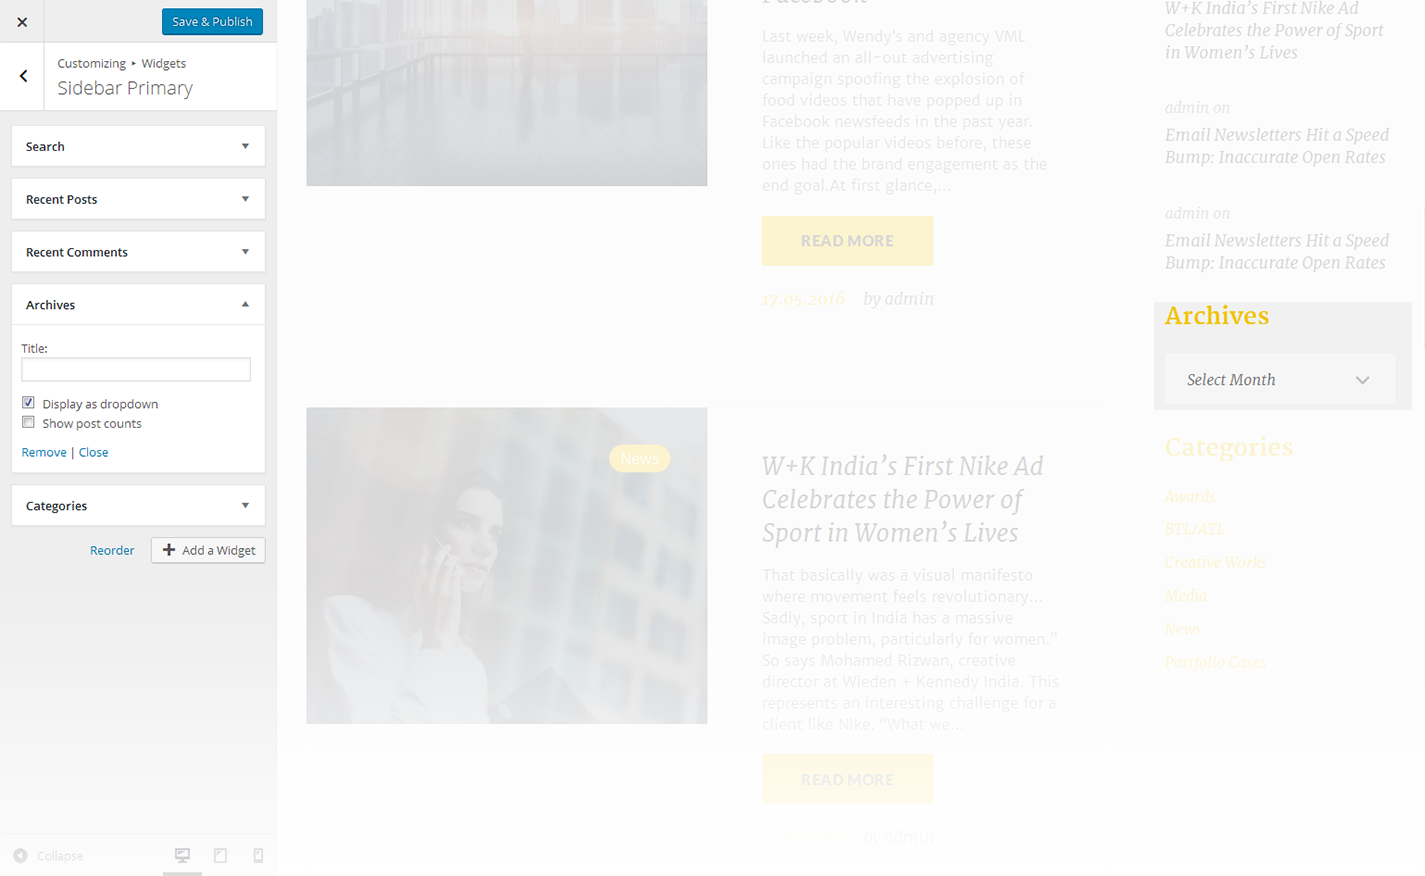 Save & Publish
Customizing ▸ Widgets
Sidebar Primary
Search
Recent Posts
Recent Comments
Archives
Title:
Display as dropdown
Show post counts
Remove | Close
Categories
Reorder
Add a Widget
Collapse
Facebook
Last week, Wendy's and agency VML
launched an all-out advertising
campaign spoofing the explosion of
food videos that have popped up in
Facebook newsfeeds in the past year.
Like the popular videos before, these
ones had the brand engagement as the
end goal.At first glance,...
READ MORE
17.05.2016 by admin
News
W+K India's First Nike Ad
Celebrates the Power of
Sport in Women's Lives
That basically was a visual manifesto
where movement feels revolutionary...
Sadly, sport in India has a massive
image problem, particularly for women."
So says Mohamed Rizwan, creative
director at Wieden + Kennedy India. This
represents an interesting challenge for a
client like Nike. "What we...
READ MORE
by admin
W+K India's First Nike Ad
Celebrates the Power of Sport
in Women's Lives
admin on
Email Newsletters Hit a Speed
Bump: Inaccurate Open Rates
admin on
Email Newsletters Hit a Speed
Bump: Inaccurate Open Rates
Archives
Select Month
Categories
Awards
BTL/ATL
Creative Works
Media
News
Portfolio Cases